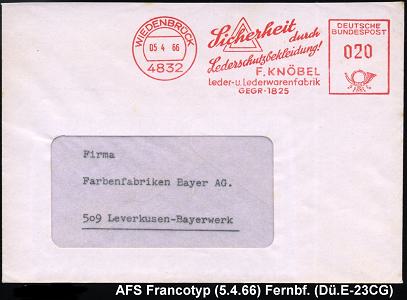 WIEDENBRÜCK
05 4 66
4832
Sicherheit
durch
Lederschutzbekleidung!
F. KNÖBEL
Leder-u. Lederwarenfabrik
GEGR·1825
DEUTSCHE
BUNDESPOST
020
Firma
Farbenfabriken Bayer AG.
509 Leverkusen-Bayerwerk
AFS Francotyp (5.4.66) Fernbf. (Dü.E-23CG)